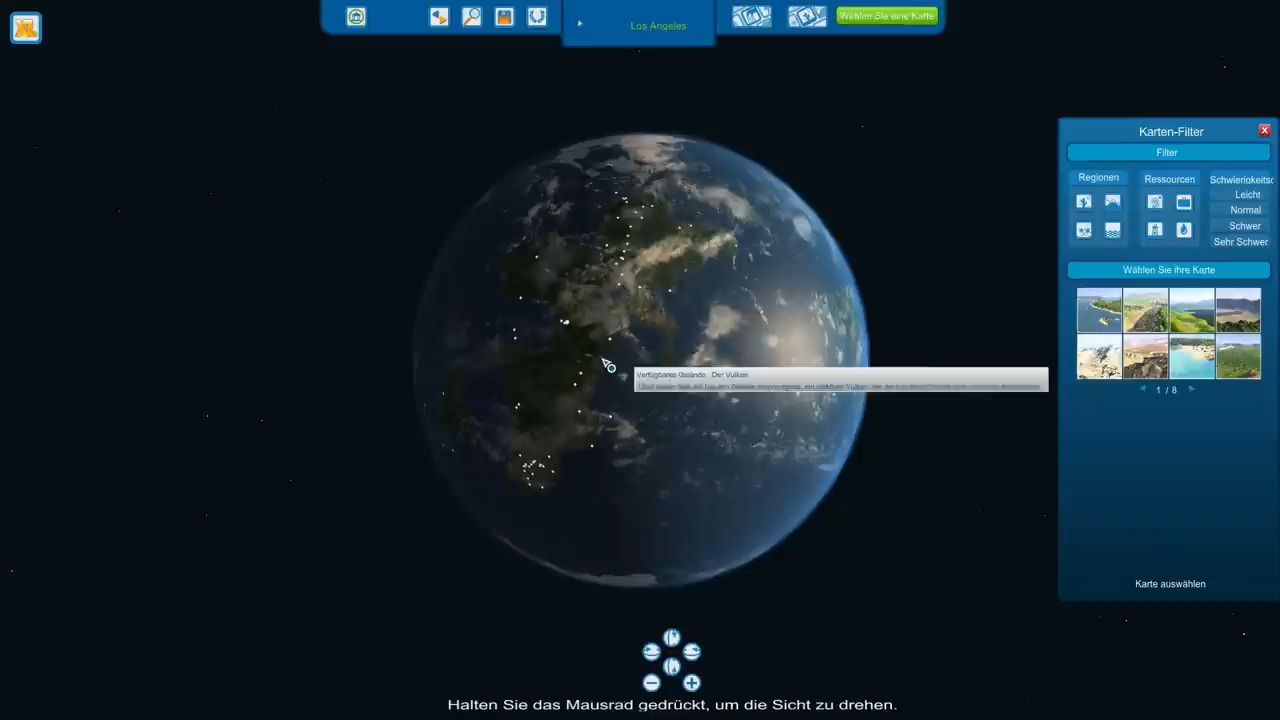 Los Angeles
Wählen Sie eine Karte
Karten-Filter
Filter
Regionen
Ressourcen
Schwierigkeitsg
Leicht
Normal
Schwer
Sehr Schwer
Wählen Sie ihre Karte
1 / 8
Verfügbares Gelände: Der Vulkan
Karte auswählen
Halten Sie das Mausrad gedrückt, um die Sicht zu drehen.